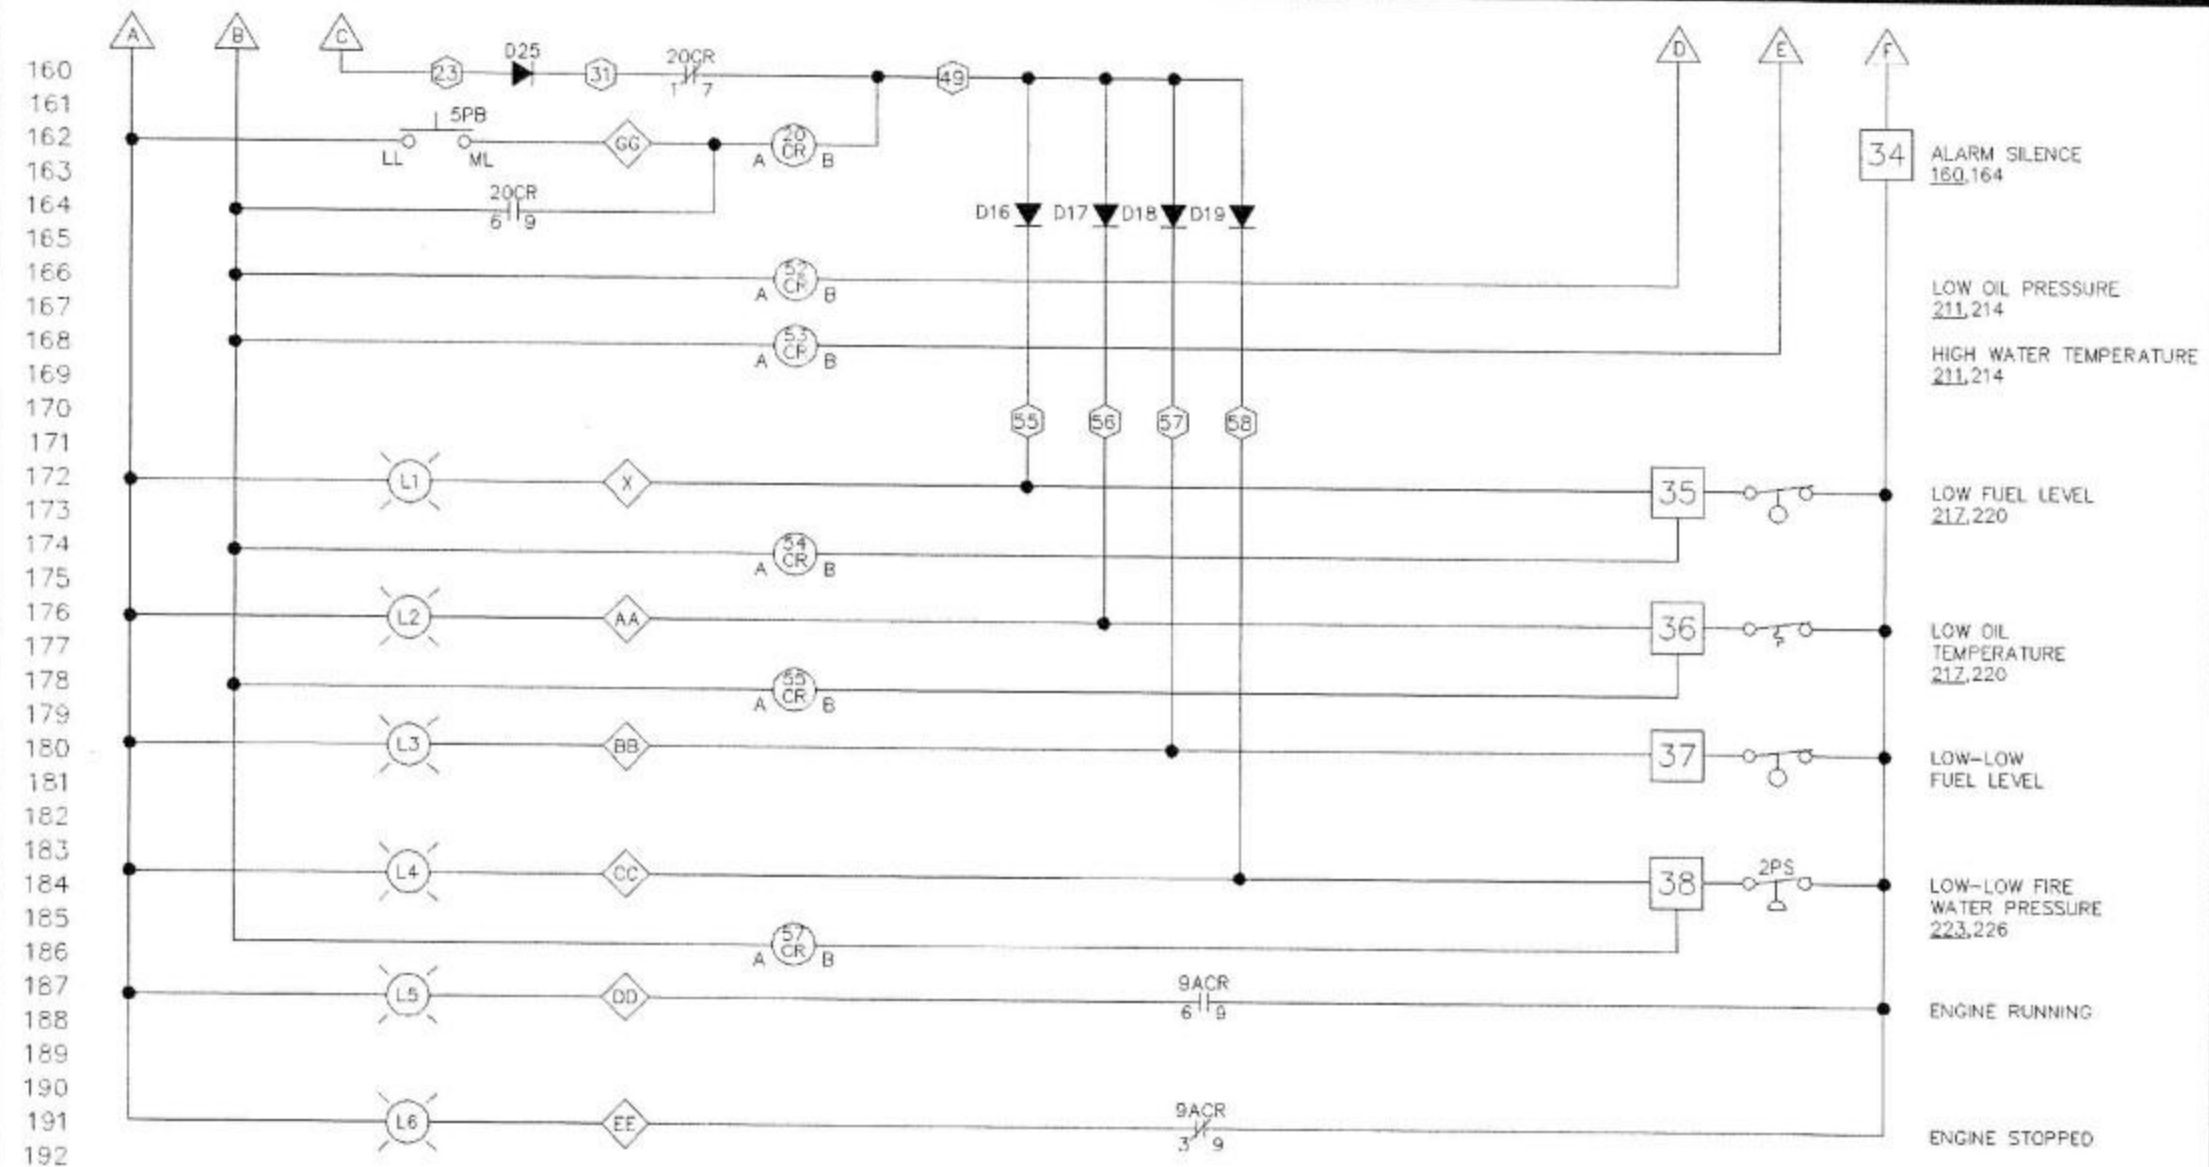 A B C D E F
160 23 D25 31 20CR 49
1 7
161
162 5PB GG 20 CR 34 ALARM SILENCE
LL ML A B
163 160,164
164 20CR D16 D17 D18 D19
6 9
165
166 52 CR
A B
167 LOW OIL PRESSURE
211,214
168 53 CR HIGH WATER TEMPERATURE
A B
169 211,214
170 55 56 57 58
171
172 L1 X 35 LOW FUEL LEVEL
173 217,220
174 54 CR
A B
175
176 L2 AA 36 LOW OIL
177 TEMPERATURE
217,220
178 55 CR
A B
179
180 L3 BB 37 LOW-LOW
181 FUEL LEVEL
182
183
184 L4 CC 38 2PS LOW-LOW FIRE
185 WATER PRESSURE
223,226
186 57 CR
A B
187 L5 DD 9ACR
6 9
188 ENGINE RUNNING
189
190
191 L6 EE 9ACR ENGINE STOPPED
3 9
192